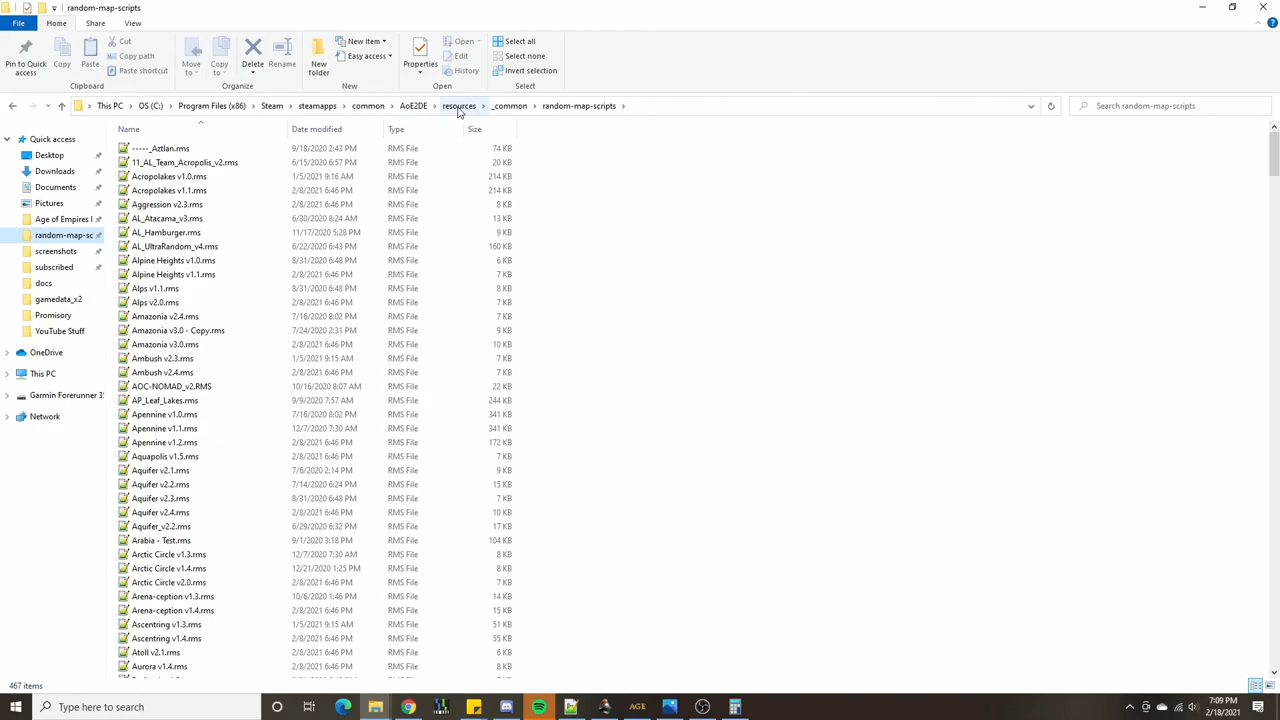 random-map-scripts
File Home Share View
Pin to Quick access
Copy
Paste
Cut
Copy path
Paste shortcut
Clipboard
Move to
Copy to
Delete
Rename
Organize
New folder
New item
Easy access
New
Properties
Open
Edit
History
Open
Select all
Select none
Invert selection
Select
This PC OS (C:) Program Files (x86) Steam steamapps common AoE2DE resources _common random-map-scripts
Search random-map-scripts
Quick access
Desktop
Downloads
Documents
Pictures
Age of Empires I
random-map-sc
screenshots
subscribed
docs
gamedata_x2
Promisory
YouTube Stuff
OneDrive
This PC
Garmin Forerunner 3
Network
Name Date modified Type Size
-----_Aztlan.rms 9/18/2020 2:43 PM RMS File 74 KB
11_AL_Team_Acropolis_v2.rms 6/15/2020 6:57 PM RMS File 20 KB
Acropolakes v1.0.rms 1/5/2021 9:16 AM RMS File 214 KB
Acropolakes v1.1.rms 2/8/2021 6:46 PM RMS File 214 KB
Aggression v2.3.rms 2/8/2021 6:46 PM RMS File 8 KB
AL_Atacama_v3.rms 6/30/2020 8:24 AM RMS File 13 KB
AL_Hamburger.rms 11/17/2020 5:28 PM RMS File 9 KB
AL_UltraRandom_v4.rms 6/22/2020 6:43 PM RMS File 160 KB
Alpine Heights v1.0.rms 8/31/2020 6:48 PM RMS File 6 KB
Alpine Heights v1.1.rms 2/8/2021 6:46 PM RMS File 7 KB
Alps v1.1.rms 8/31/2020 6:48 PM RMS File 8 KB
Alps v2.0.rms 2/8/2021 6:46 PM RMS File 7 KB
Amazonia v2.4.rms 7/16/2020 8:02 PM RMS File 7 KB
Amazonia v3.0 - Copy.rms 7/24/2020 2:31 PM RMS File 9 KB
Amazonia v3.0.rms 2/8/2021 6:46 PM RMS File 10 KB
Ambush v2.3.rms 1/5/2021 9:15 AM RMS File 7 KB
Ambush v2.4.rms 2/8/2021 6:46 PM RMS File 7 KB
AOC-NOMAD_v2.RMS 10/16/2020 8:07 AM RMS File 22 KB
AP_Leaf_Lakes.rms 9/9/2020 7:57 AM RMS File 244 KB
Apennine v1.0.rms 7/16/2020 8:02 PM RMS File 341 KB
Apennine v1.1.rms 12/7/2020 7:30 AM RMS File 341 KB
Apennine v1.2.rms 2/8/2021 6:46 PM RMS File 172 KB
Aquapolis v1.5.rms 2/8/2021 6:46 PM RMS File 7 KB
Aquifer v2.1.rms 7/6/2020 2:14 PM RMS File 9 KB
Aquifer v2.2.rms 7/14/2020 6:24 PM RMS File 15 KB
Aquifer v2.3.rms 8/31/2020 6:48 PM RMS File 7 KB
Aquifer v2.4.rms 2/8/2021 6:46 PM RMS File 10 KB
Aquifer_v2.2.rms 6/29/2020 6:32 PM RMS File 17 KB
Arabia - Test.rms 9/1/2020 3:18 PM RMS File 104 KB
Arctic Circle v1.3.rms 12/7/2020 7:30 AM RMS File 8 KB
Arctic Circle v1.4.rms 12/21/2020 1:25 PM RMS File 8 KB
Arctic Circle v2.0.rms 2/8/2021 6:46 PM RMS File 7 KB
Arena-ception v1.3.rms 10/6/2020 1:46 PM RMS File 14 KB
Arena-ception v1.4.rms 2/8/2021 6:46 PM RMS File 15 KB
Ascentring v1.3.rms 1/5/2021 9:15 AM RMS File 51 KB
Ascentring v1.4.rms 2/8/2021 6:46 PM RMS File 55 KB
Atoll v2.1.rms 2/8/2021 6:46 PM RMS File 6 KB
Aurora v1.4.rms 2/8/2021 6:46 PM RMS File 8 KB
467 items
Type here to search
AGE
7:09 PM
2/18/2021